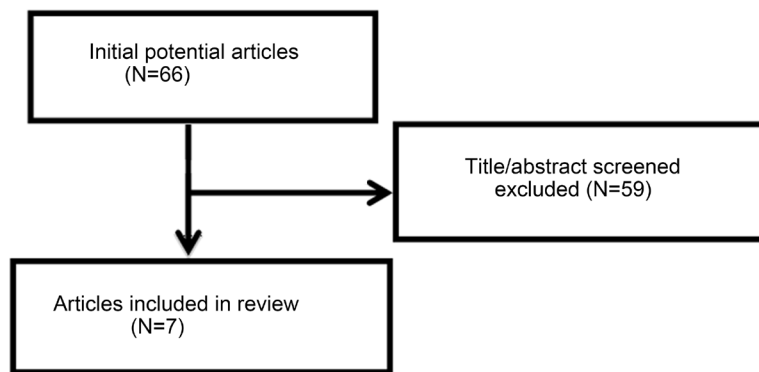 Initial potential articles
(N=66)
Title/abstract screened
excluded (N=59)
Articles included in review
(N=7)